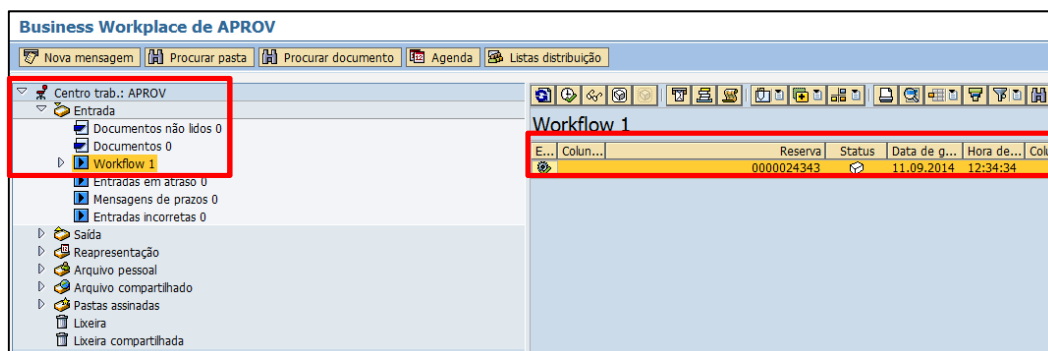 Business Workplace de APROV
Nova mensagem Procurar pasta Procurar documento Agenda Listas distribuição
Centro trab.: APROV
Entrada
Documentos não lidos 0
Documentos 0
Workflow 1
Entradas em atraso 0
Mensagens de prazos 0
Entradas incorretas 0
Saída
Reapresentação
Arquivo pessoal
Arquivo compartilhado
Pastas assinadas
Lixeira
Lixeira compartilhada
Workflow 1
E... Colun... Reserva Status Data de g... Hora de... Colu
0000024343 11.09.2014 12:34:34